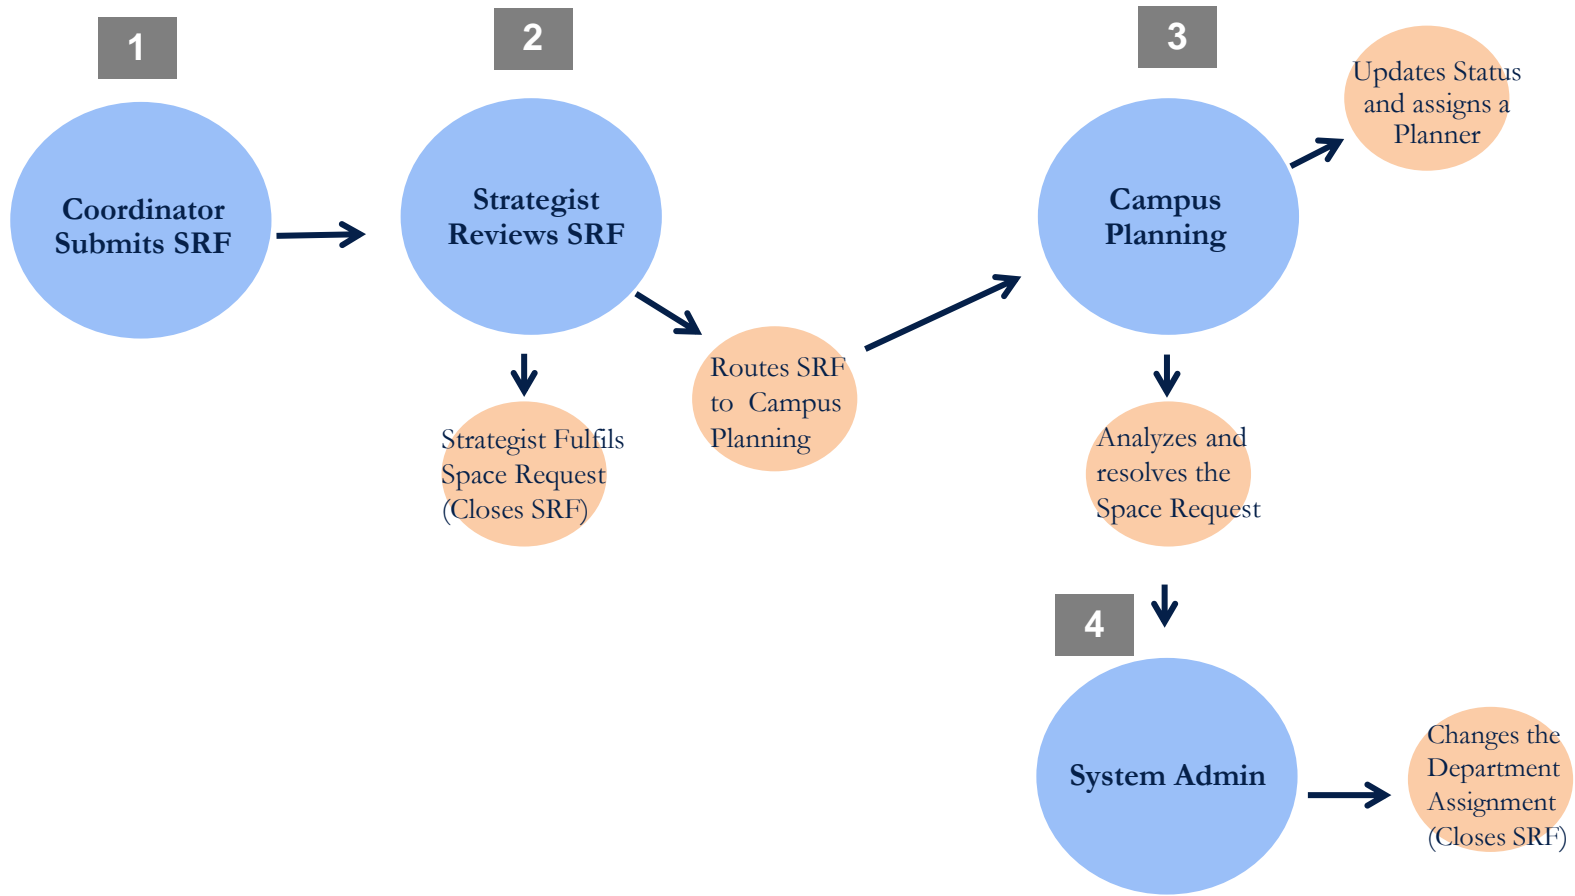 1
Coordinator
Submits SRF
2
Strategist
Reviews SRF
Strategist Fulfils
Space Request
(Closes SRF)
Routes SRF
to Campus
Planning
3
Campus
Planning
Updates Status
and assigns a
Planner
Analyzes and
resolves the
Space Request
4
System Admin
Changes the
Department
Assignment
(Closes SRF)